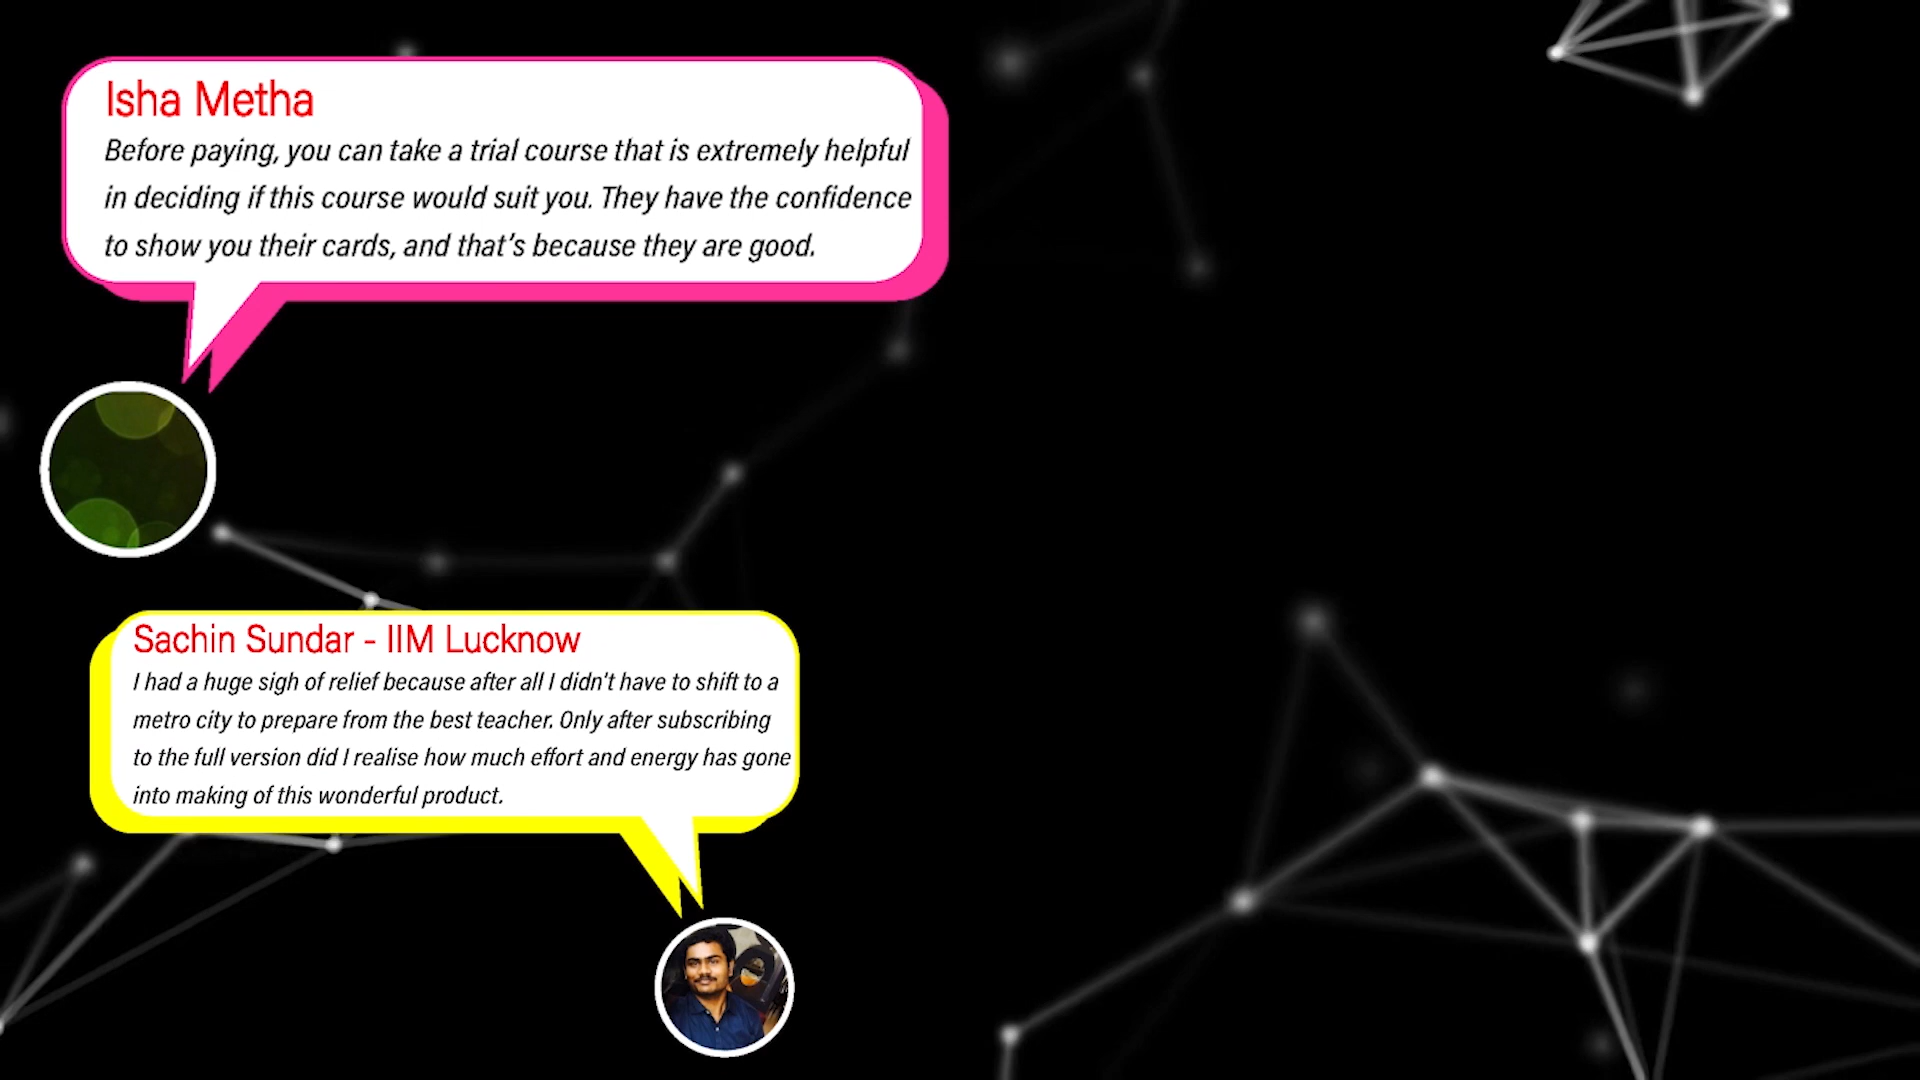 Isha Metha
Before paying, you can take a trial course that is extremely helpful
in deciding if this course would suit you. They have the confidence
to show you their cards, and that’s because they are good.
Sachin Sundar - IIM Lucknow
I had a huge sigh of relief because after all I didn't have to shift to a
metro city to prepare from the best teacher. Only after subscribing
to the full version did I realise how much effort and energy has gone
into making of this wonderful product.